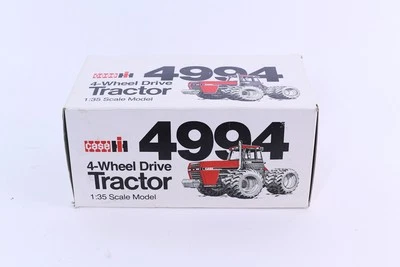 CASE IH 4994
4-Wheel Drive
Tractor
1:35 Scale Model
CASE IH 4994
4-Wheel Drive
Tractor
1:35 Scale Model